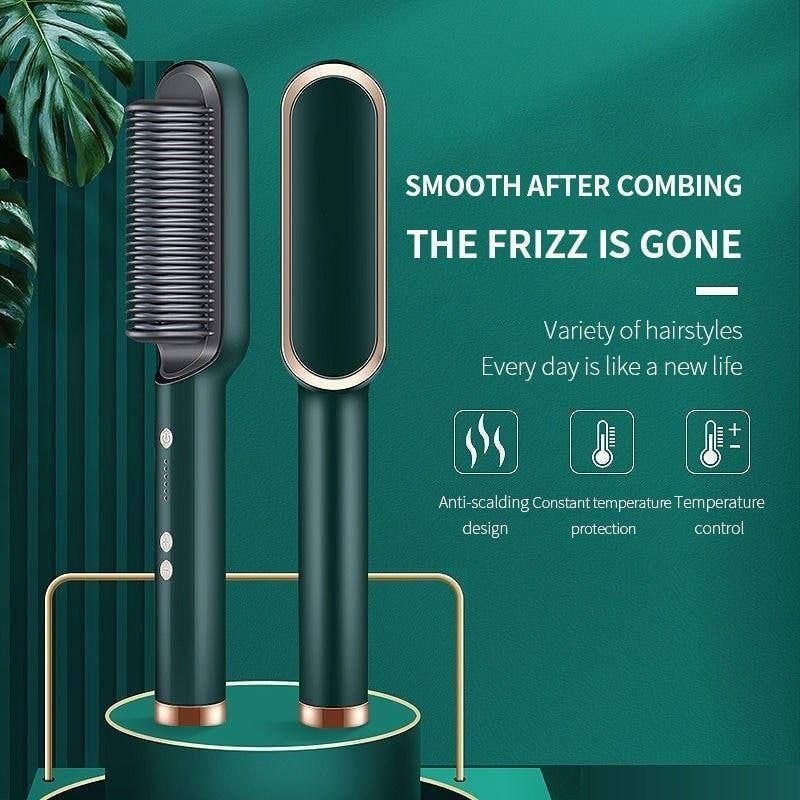 SMOOTH AFTER COMBING
THE FRIZZ IS GONE
Variety of hairstyles
Every day is like a new life
Anti-scalding
design
Constant temperature
protection
Temperature
control